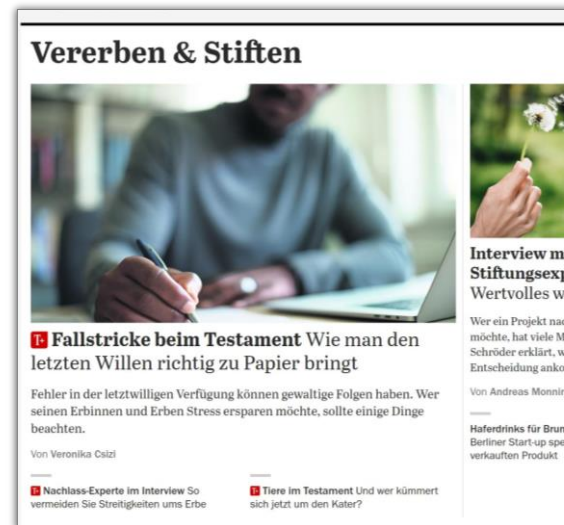 Vererben & Stiften
T+ Fallstricke beim Testament Wie man den
letzten Willen richtig zu Papier bringt
Fehler in der letztwilligen Verfügung können gewaltige Folgen haben. Wer
seinen Erbinnen und Erben Stress ersparen möchte, sollte einige Dinge
beachten.
Von Veronika Csizi
T+ Nachlass-Experte im Interview So
vermeiden Sie Streitigkeiten ums Erbe
T+ Tiere im Testament Und wer kümmert
sich jetzt um den Kater?
Interview m
Stiftungsexp
Wertvolles w
Wer ein Projekt nac
möchte, hat viele M
Schröder erklärt, w
Entscheidung anko
Von Andreas Monnin
Haferdrinks für Brun
Berliner Start-up spe
verkauften Produkt